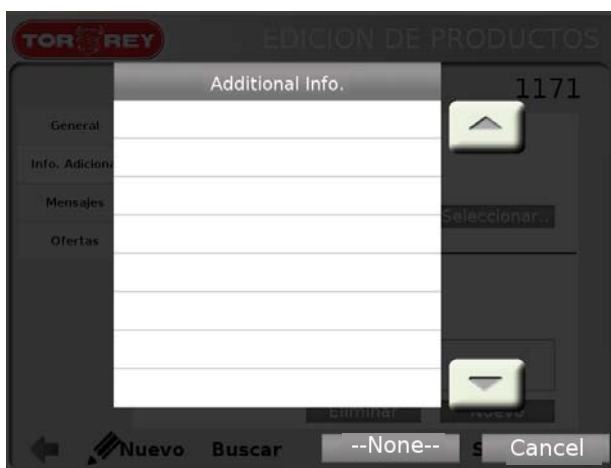 TORREY
EDICION DE PRODUCTOS
Additional Info.
1171
General
Info. Adiciona
Mensajes
Seleccionar..
Ofertas
Eliminar
Nuevo
Nuevo
Buscar
--None--
S
Cancel